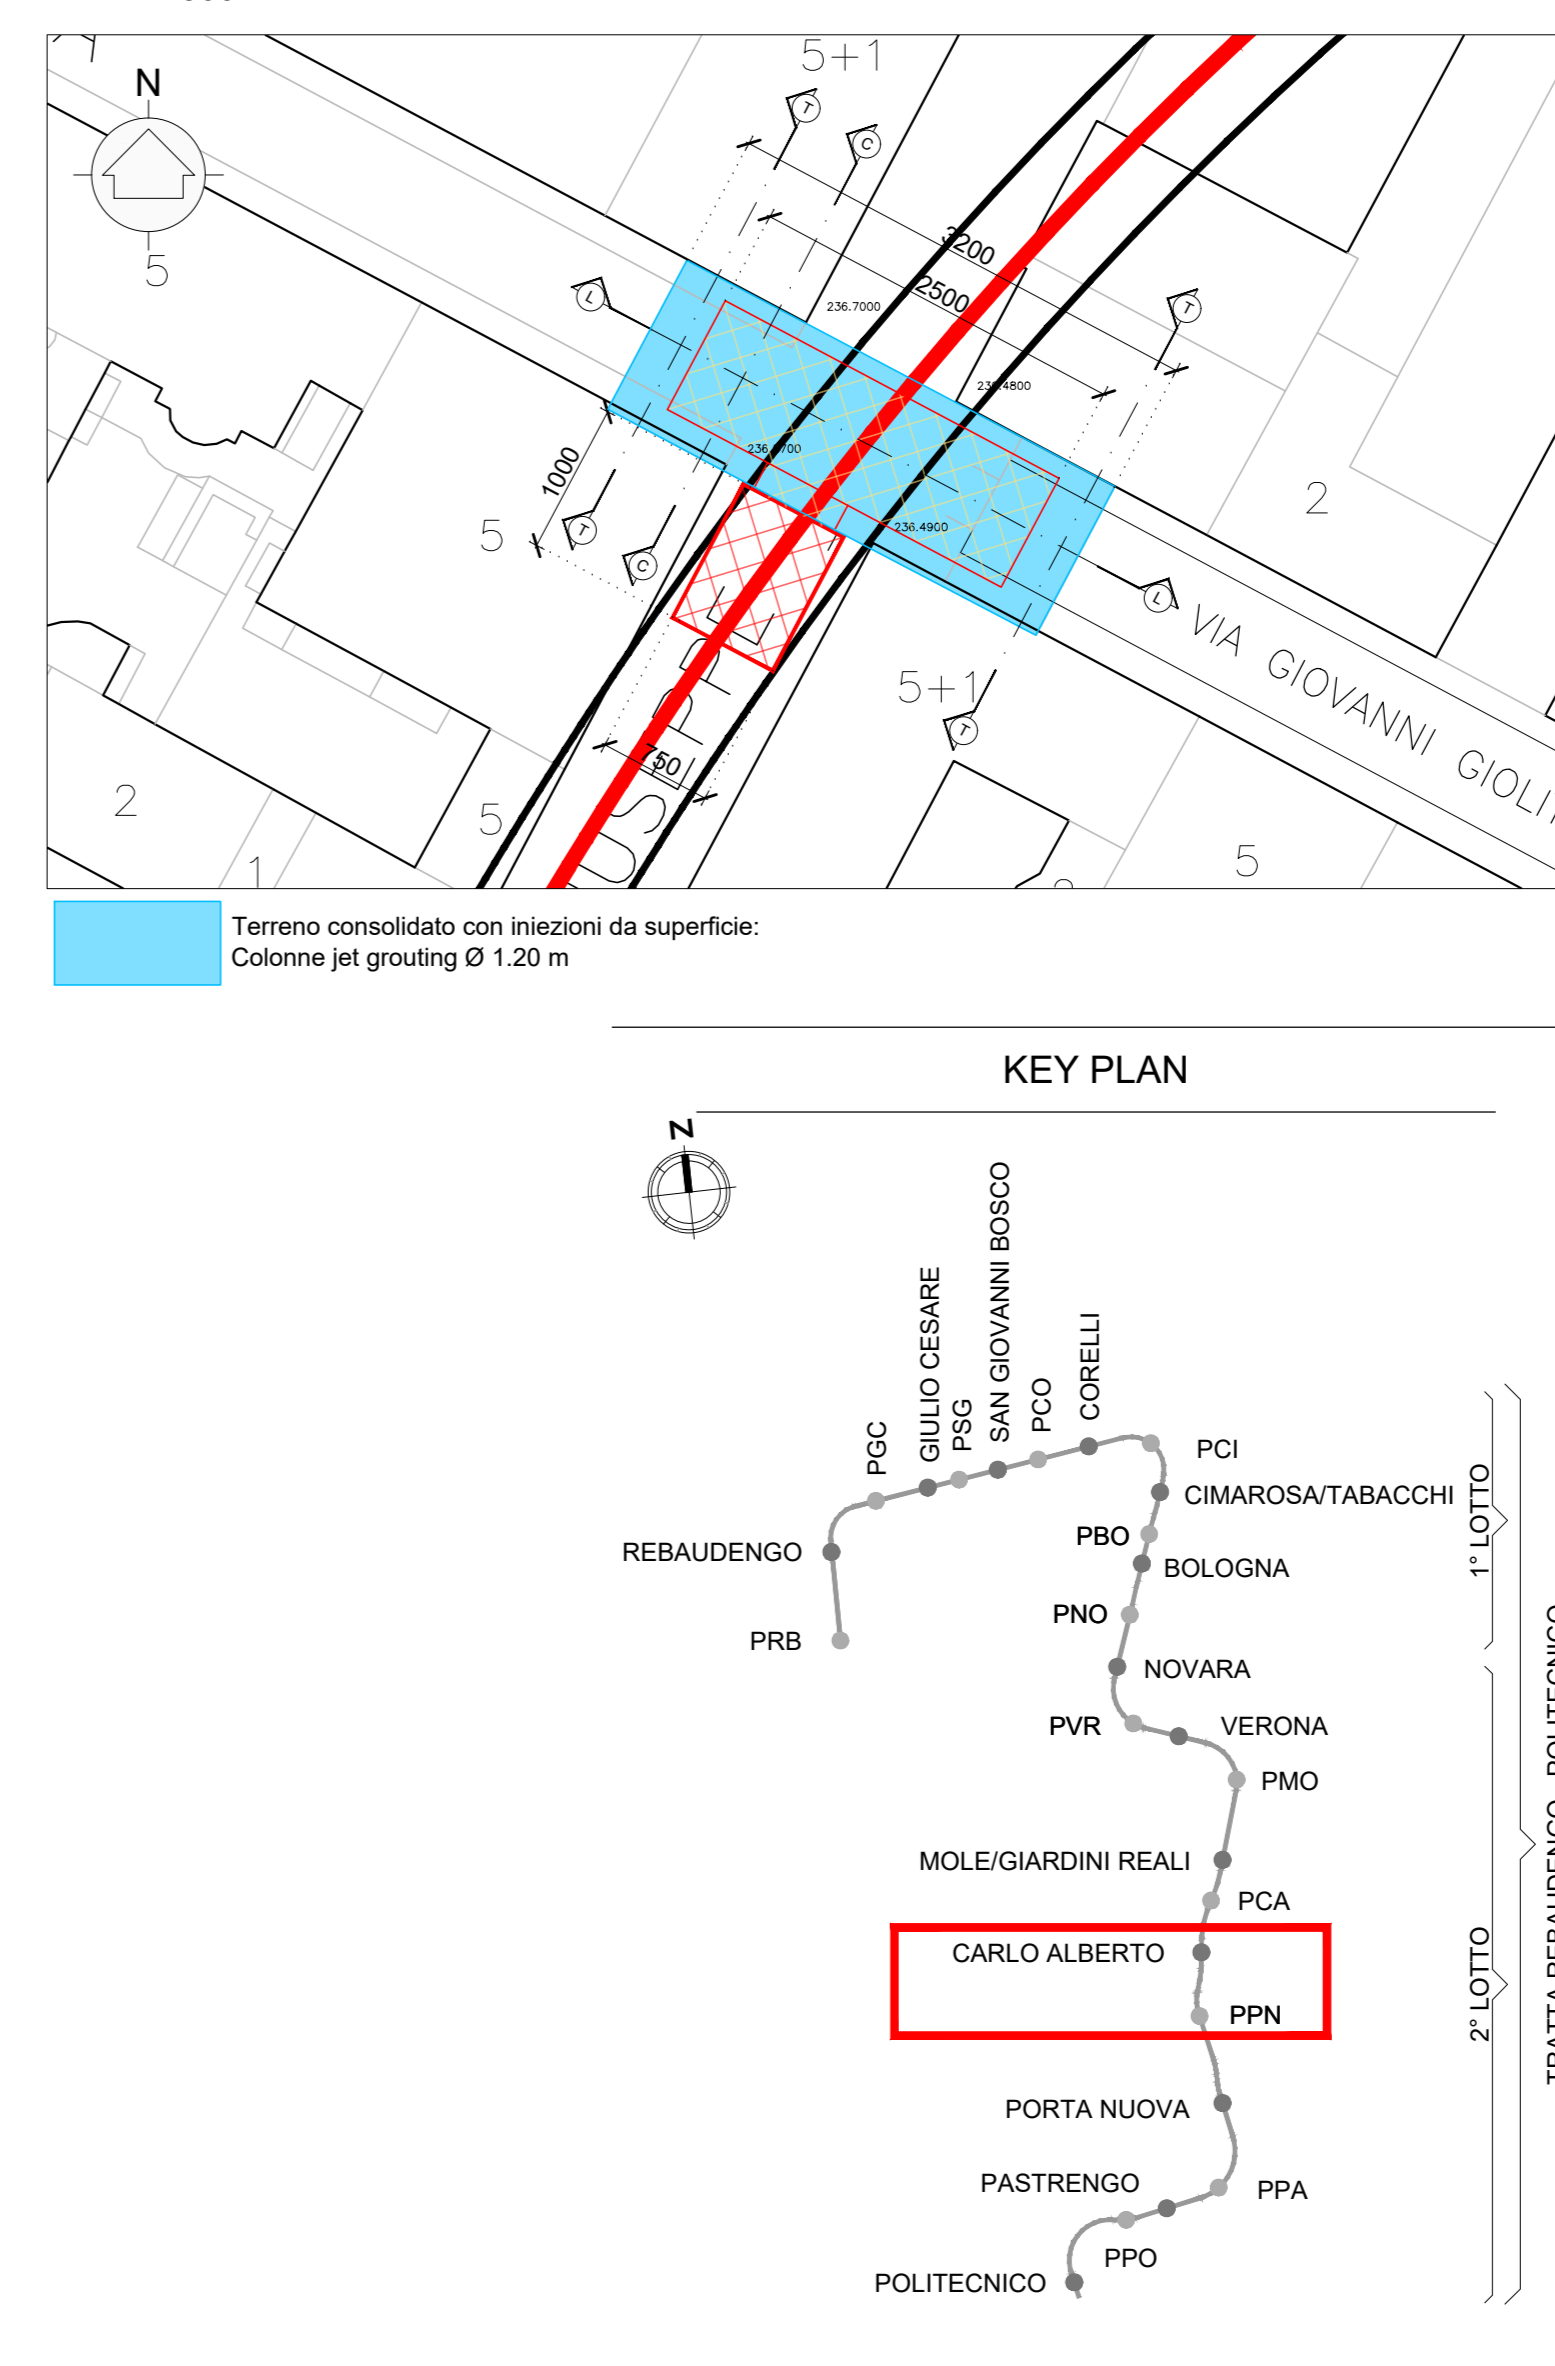 5+1
N
T
C
5
3200
2500
L
T
236.7000
236.4800
1000
2
5
T
C
236.4900
L
VIA GIOVANNI
5+1
T
750
2
5
1
5
Terreno consolidato con iniezioni da superficie:
Colonne jet grouting Ø 1.20 m
KEY PLAN
N
SAN GIOVANNI BOSCO
GIULIO CESARE
CORELLI
PCO
PSG
PGC
PCI
CIMAROSA/TABACCHI
1° LOTTO
PBO
REBAUDENGO
BOLOGNA
PNO
PRB
NOVARA
PVR
VERONA
PMO
MOLE/GIARDINI REALI
PCA
CARLO ALBERTO
2° LOTTO
PPN
TRATTA REBAUDENGO - POLITECNICO
PORTA NUOVA
PASTRENGO
PPA
PPO
POLITECNICO